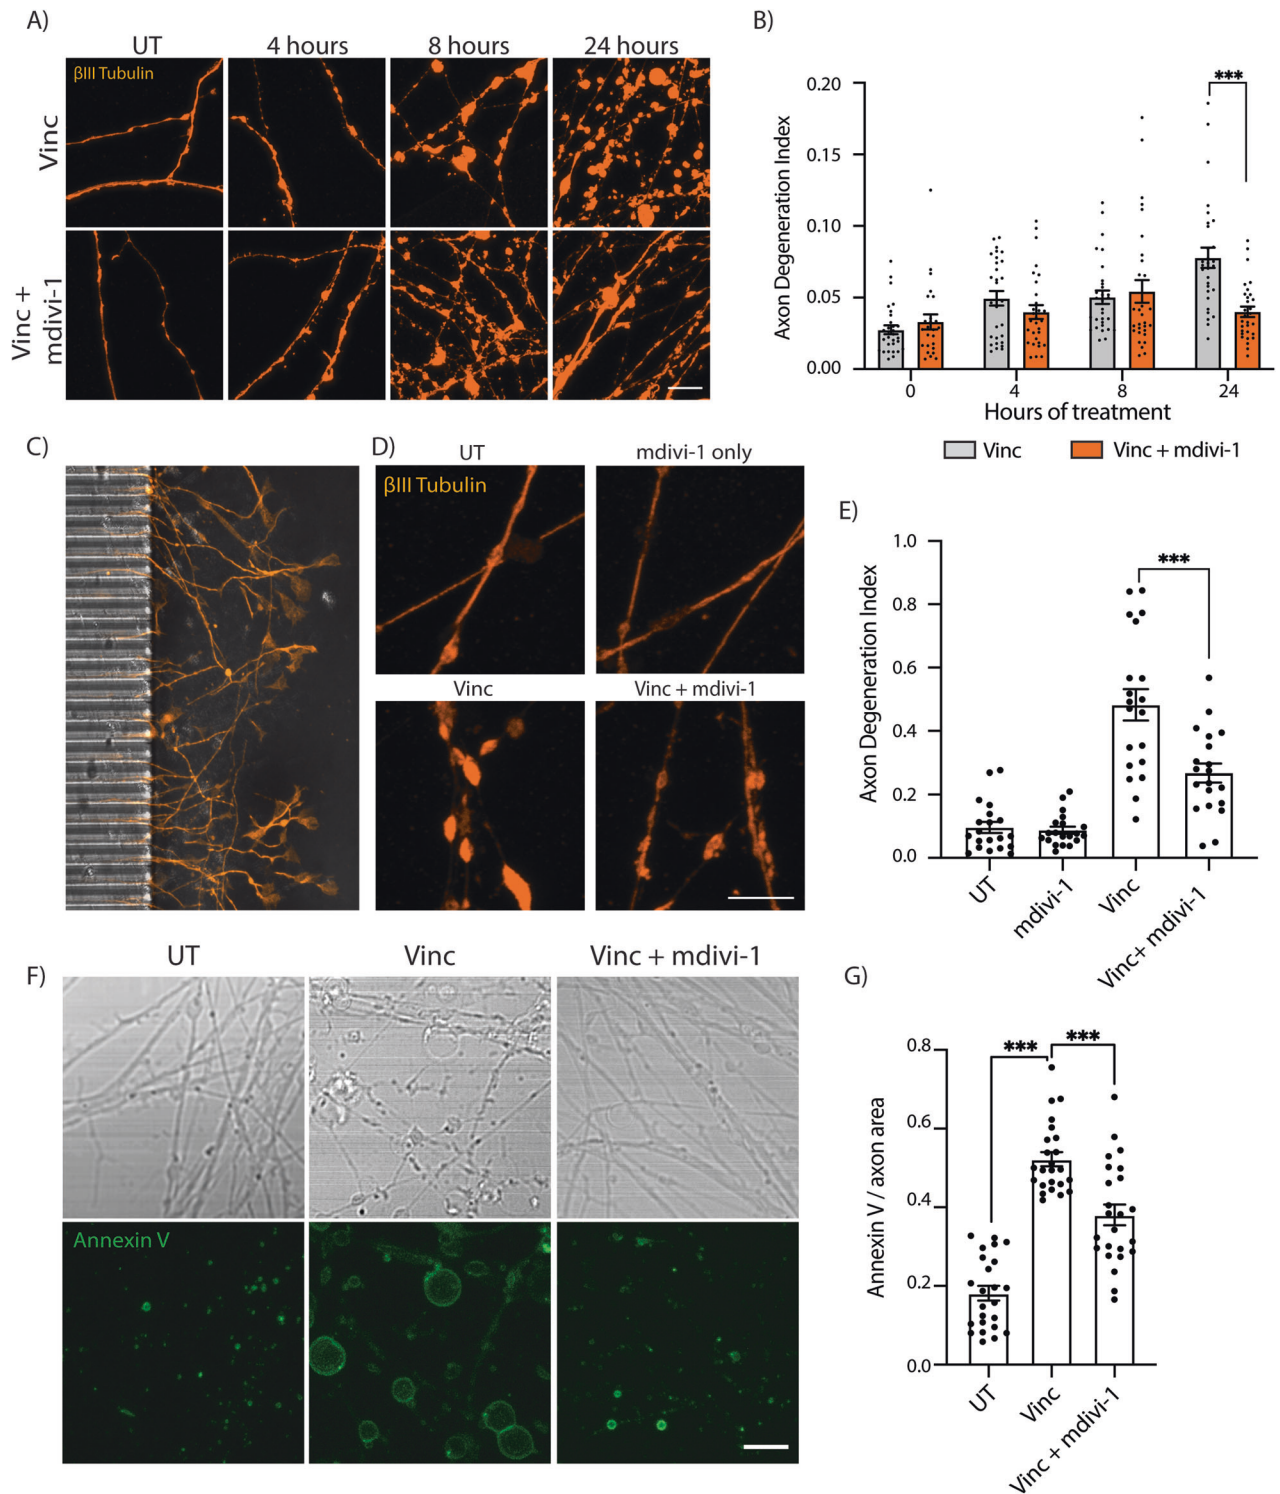 A)
UT
4 hours
8 hours
24 hours
βIII Tubulin
Vinc
Vinc +
mdivi-1
B)
Axon Degeneration Index
0.20
0.15
0.10
0.05
0.00
***
0
4
8
24
Hours of treatment
Vinc
Vinc + mdivi-1
C)
D)
UT
mdivi-1 only
βIII Tubulin
Vinc
Vinc + mdivi-1
E)
Axon Degeneration Index
1.0
0.8
0.6
0.4
0.2
0.0
***
UT
mdivi-1
Vinc
Vinc+ mdivi-1
F)
UT
Vinc
Vinc + mdivi-1
Annexin V
G)
Annexin V / axon area
0.8
0.6
0.4
0.2
0.0
***
***
UT
Vinc
Vinc + mdivi-1